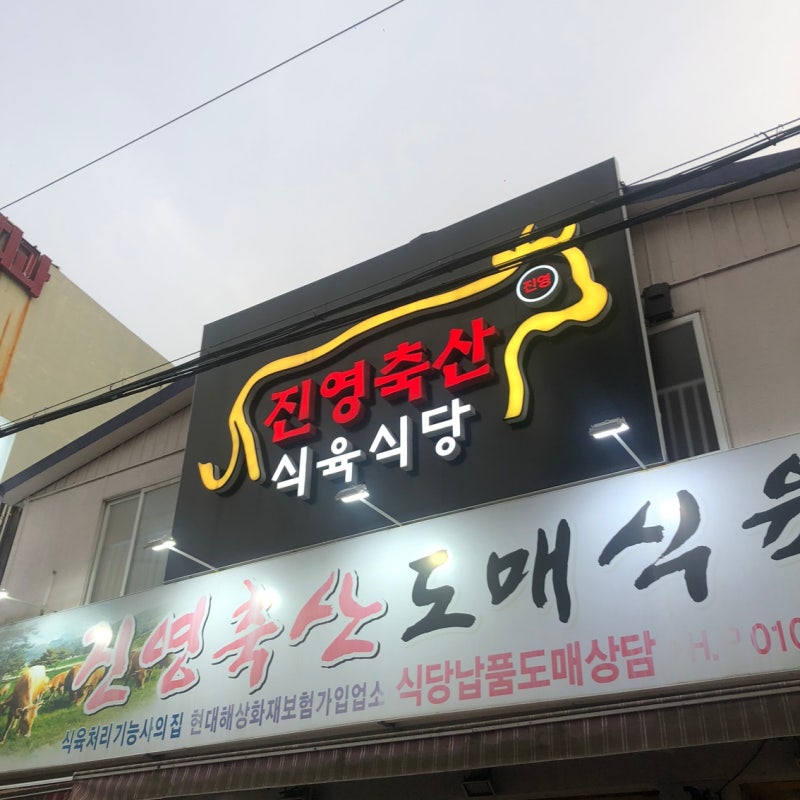 진영
진영축산
식육식당
진영축산 도매식
식육처리기능사의집 현대해상화재보험가입업소 식당납품도매상담 H.P 010